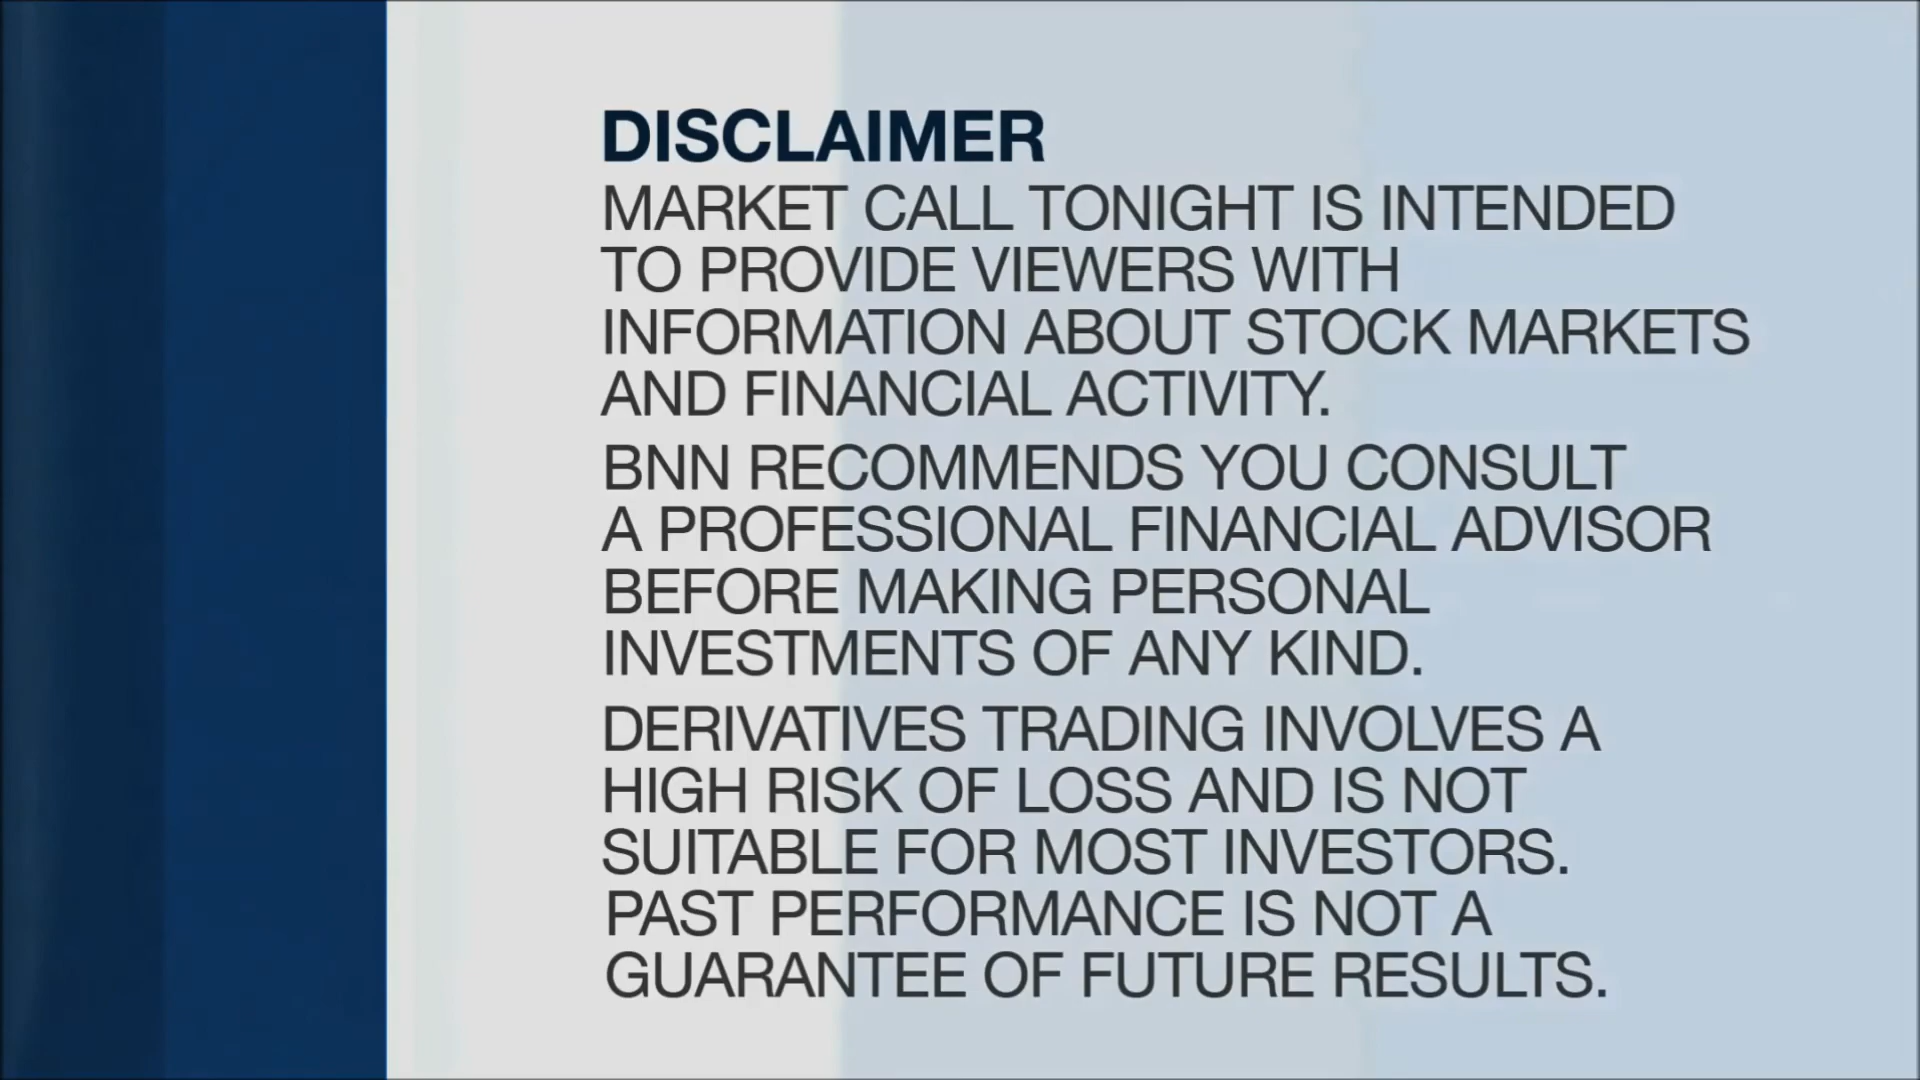 DISCLAIMER
MARKET CALL TONIGHT IS INTENDED
TO PROVIDE VIEWERS WITH
INFORMATION ABOUT STOCK MARKETS
AND FINANCIAL ACTIVITY.
BNN RECOMMENDS YOU CONSULT
A PROFESSIONAL FINANCIAL ADVISOR
BEFORE MAKING PERSONAL
INVESTMENTS OF ANY KIND.
DERIVATIVES TRADING INVOLVES A
HIGH RISK OF LOSS AND IS NOT
SUITABLE FOR MOST INVESTORS.
PAST PERFORMANCE IS NOT A
GUARANTEE OF FUTURE RESULTS.